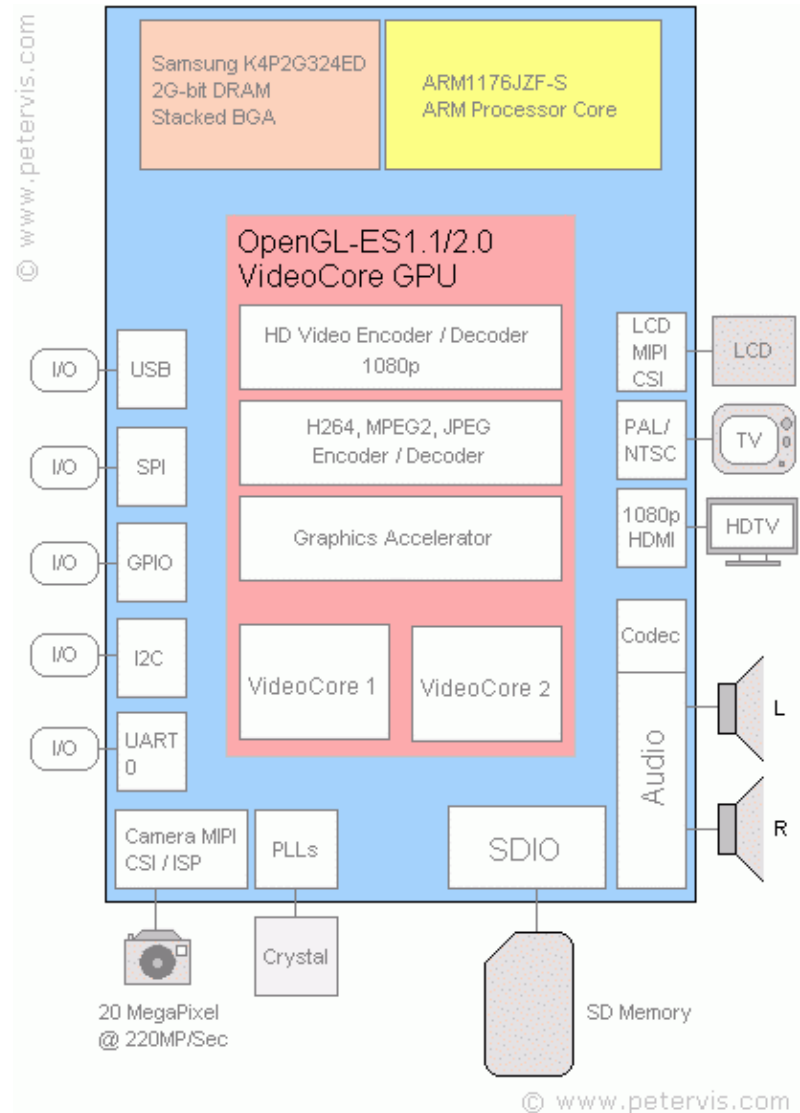 © www.petervis.com
Samsung K4P2G324ED
2G-bit DRAM
Stacked BGA
ARM1176JZF-S
ARM Processor Core
OpenGL-ES1.1/2.0
VideoCore GPU
HD Video Encoder / Decoder
1080p
H264, MPEG2, JPEG
Encoder / Decoder
Graphics Accelerator
VideoCore 1
VideoCore 2
I/O
USB
I/O
SPI
I/O
GPIO
I/O
I2C
I/O
UART
0
LCD
MIPI
CSI
LCD
PAL/
NTSC
TV
1080p
HDMI
HDTV
Codec
Audio
L
R
Camera MIPI
CSI / ISP
PLLs
SDIO
Crystal
20 MegaPixel
@ 220MP/Sec
SD Memory
© www.petervis.com